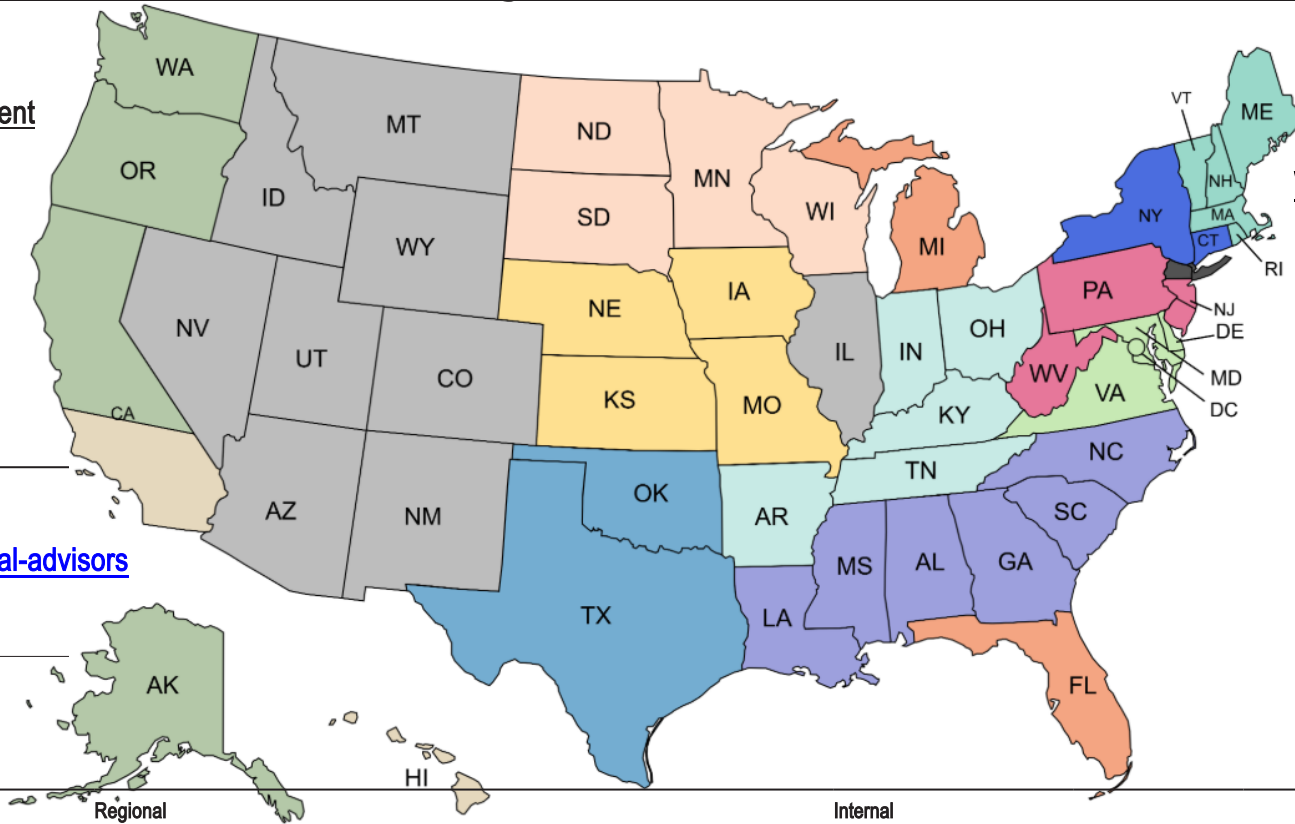 WA
ent
VT
ME
MT
ND
OR
MN
NH
ID
SD
WI
NY
MA
WY
MI
CT
RI
PA
IA
NE
NJ
NV
OH
DE
IN
IL
UT
CO
WV
MD
KS
VA
MO
DC
CA
KY
NC
TN
OK
AZ
NM
AR
SC
al-advisors
MS
AL
GA
TX
LA
AK
FL
HI
Regional
Internal